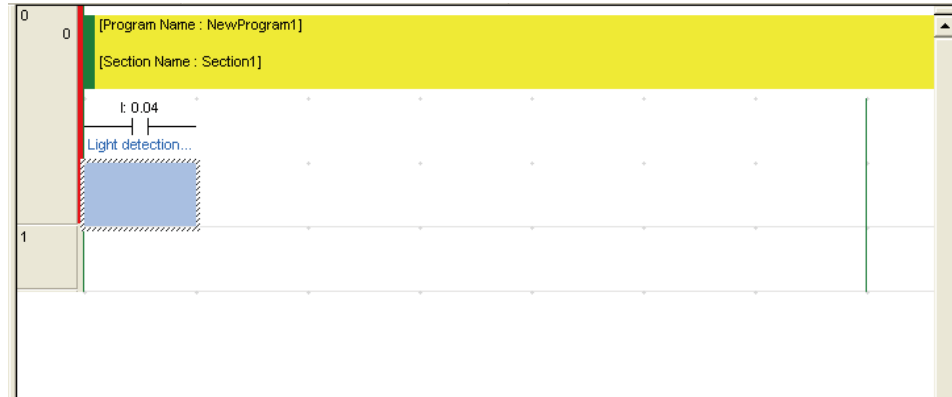 0
0
[Program Name : NewProgram1]
[Section Name : Section1]
I: 0.04
Light detection...
1